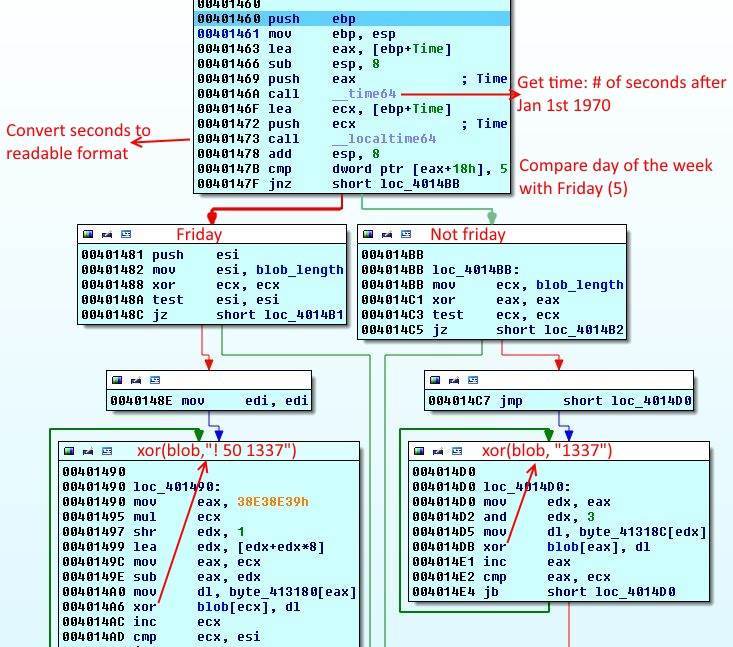 00401460
00401460 push ebp
00401461 mov ebp, esp
00401463 lea eax, [ebp+Time]
00401466 sub esp, 8
00401469 push eax ; Time
0040146A call __time64
0040146F lea ecx, [ebp+Time]
00401472 push ecx ; Time
00401473 call __localtime64
00401478 add esp, 8
0040147B cmp dword ptr [eax+18h], 5
0040147F jnz short loc_4014BB
Get time: # of seconds after
Jan 1st 1970
Convert seconds to
readable format
Compare day of the week
with Friday (5)
Friday
00401481 push esi
00401482 mov esi, blob_length
00401488 xor ecx, ecx
0040148A test esi, esi
0040148C jz short loc_4014B1
Not friday
004014BB
004014BB loc_4014BB:
004014BB mov ecx, blob_length
004014C1 xor eax, eax
004014C3 test ecx, ecx
004014C5 jz short loc_4014B2
0040148E mov edi, edi
004014C7 jmp short loc_4014D0
xor(blob,"! 50 1337")
00401490
00401490 loc_401490:
00401490 mov eax, 38E38E39h
00401495 mul ecx
00401497 shr edx, 1
00401499 lea edx, [edx+edx*8]
0040149C mov eax, ecx
0040149E sub eax, edx
004014A0 mov dl, byte_413180[eax]
004014A6 xor blob[ecx], dl
004014AC inc ecx
004014AD cmp ecx, esi
xor(blob, "1337")
004014D0
004014D0 loc_4014D0:
004014D0 mov edx, eax
004014D2 and edx, 3
004014D5 mov dl, byte_41318C[edx]
004014DB xor blob[eax], dl
004014E1 inc eax
004014E2 cmp eax, ecx
004014E4 jb short loc_4014D0